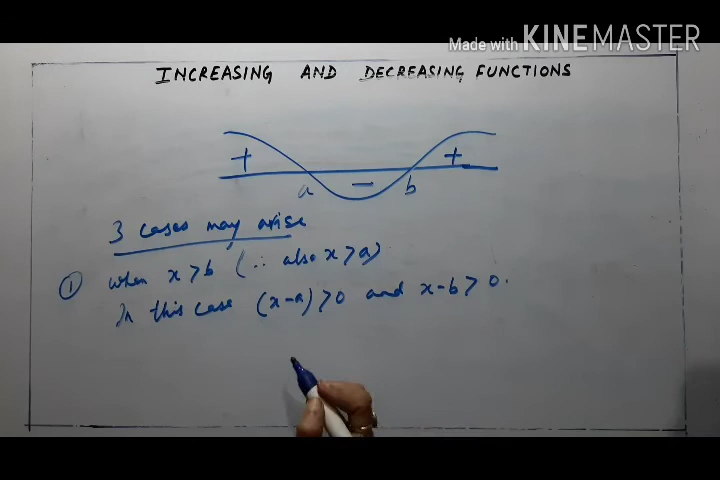 Made with KINEMASTER
INCREASING AND DECREASING FUNCTIONS
+ - +
a b
3 cases may arise
① when x > b (∴ also x > a)
In this case (x-a) > 0 and x-b > 0.